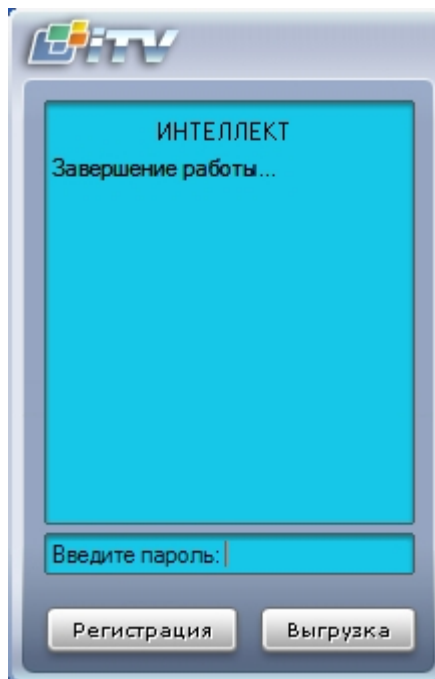 iTV
ИНТЕЛЛЕКТ
Завершение работы...
Введите пароль:
Регистрация
Выгрузка